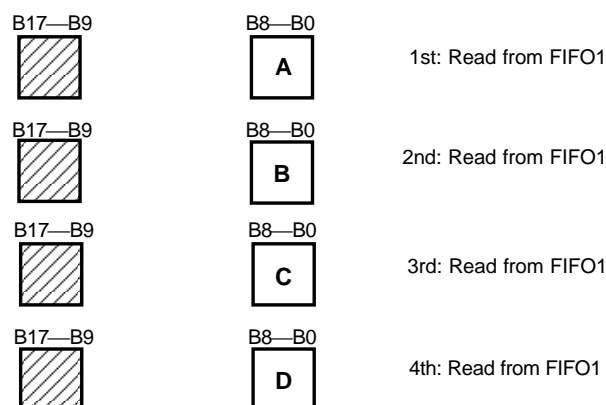 B17—B9 B8—B0
A 1st: Read from FIFO1
B17—B9 B8—B0
B 2nd: Read from FIFO1
B17—B9 B8—B0
C 3rd: Read from FIFO1
B17—B9 B8—B0
D 4th: Read from FIFO1